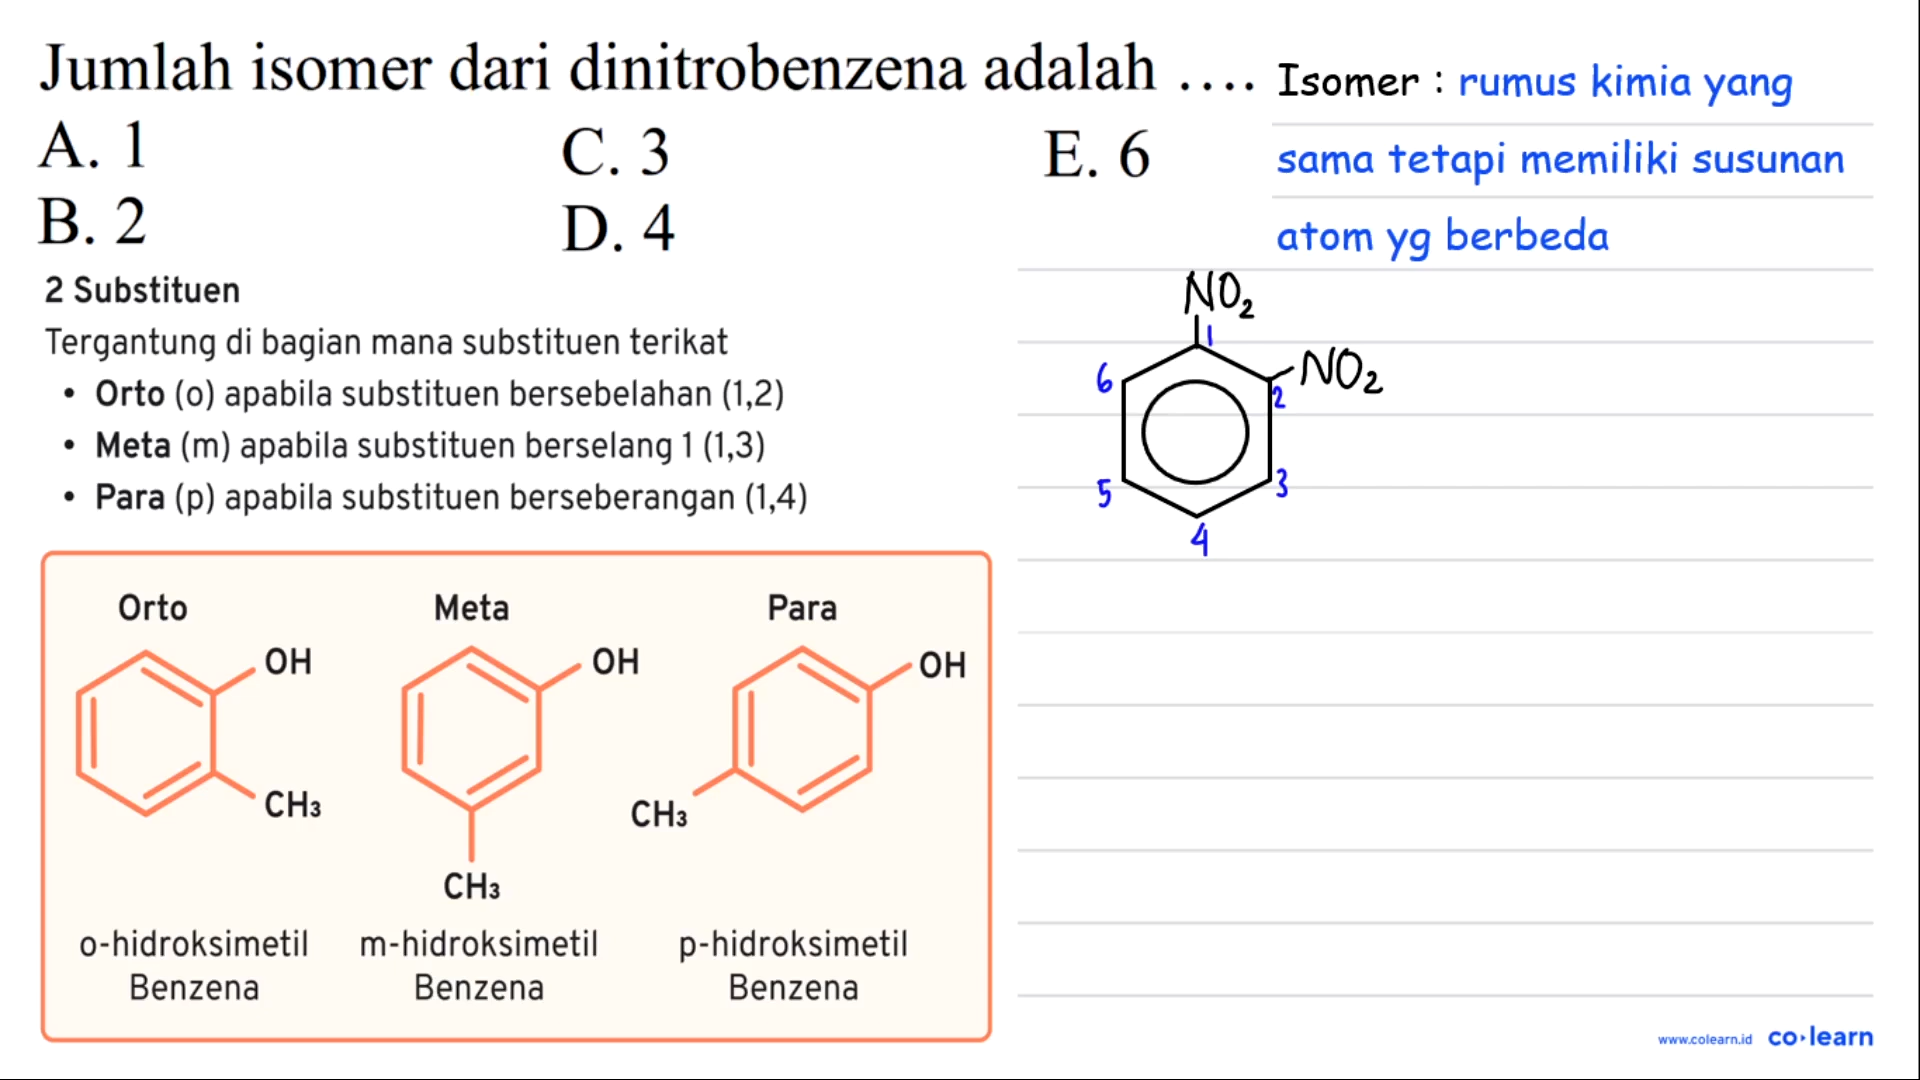 Jumlah isomer dari dinitrobenzena adalah ....
A. 1
C. 3
E. 6
B. 2
D. 4
Isomer : rumus kimia yang
sama tetapi memiliki susunan
atom yg berbeda
2 Substituen
Tergantung di bagian mana substituen terikat
• Orto (o) apabila substituen bersebelahan (1,2)
• Meta (m) apabila substituen berselang 1 (1,3)
• Para (p) apabila substituen berseberangan (1,4)
NO2
1
6
NO2
2
5
3
4
Orto
Meta
Para
OH
OH
OH
CH3
CH3
CH3
o-hidroksimetil
Benzena
m-hidroksimetil
Benzena
p-hidroksimetil
Benzena
www.colearn.id
co·learn